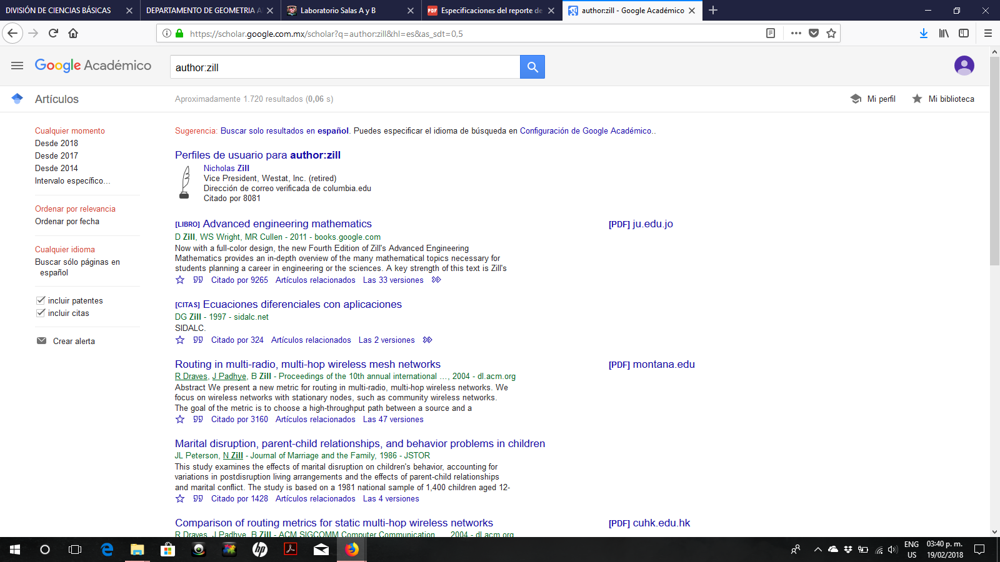 DIVISIÓN DE CIENCIAS BÁSICAS
DEPARTAMENTO DE GEOMETRIA A
Laboratorio Salas A y B
PDF Especificaciones del reporte de
author:zill - Google Académico
https://scholar.google.com.mx/scholar?q=author:zill&hl=es&as_sdt=0,5
Google Académico
author:zill
Artículos
Aproximadamente 1.720 resultados (0,06 s)
Mi perfil
Mi biblioteca
Cualquier momento
Desde 2018
Desde 2017
Desde 2014
Intervalo específico...
Ordenar por relevancia
Ordenar por fecha
Cualquier idioma
Buscar sólo páginas en
español
incluir patentes
incluir citas
Crear alerta
Sugerencia: Buscar solo resultados en español. Puedes especificar el idioma de búsqueda en Configuración de Google Académico..
Perfiles de usuario para author:zill
Nicholas Zill
Vice President, Westat, Inc. (retired)
Dirección de correo verificada de columbia.edu
Citado por 8081
[LIBRO] Advanced engineering mathematics
[PDF] ju.edu.jo
D Zill, WS Wright, MR Cullen - 2011 - books.google.com
Now with a full-color design, the new Fourth Edition of Zill's Advanced Engineering
Mathematics provides an in-depth overview of the many mathematical topics necessary for
students planning a career in engineering or the sciences. A key strength of this text is Zill's
Citado por 9265 Artículos relacionados Las 33 versiones
[CITAS] Ecuaciones diferenciales con aplicaciones
DG Zill - 1997 - sidalc.net
SIDALC.
Citado por 324 Artículos relacionados Las 2 versiones
Routing in multi-radio, multi-hop wireless mesh networks
[PDF] montana.edu
R Draves, J Padhye, B Zill - Proceedings of the 10th annual international ..., 2004 - dl.acm.org
Abstract We present a new metric for routing in multi-radio, multi-hop wireless networks. We
focus on wireless networks with stationary nodes, such as community wireless networks.
The goal of the metric is to choose a high-throughput path between a source and a
Citado por 3160 Artículos relacionados Las 47 versiones
Marital disruption, parent-child relationships, and behavior problems in children
JL Peterson, N Zill - Journal of Marriage and the Family, 1986 - JSTOR
This study examines the effects of marital disruption on children's behavior, accounting for
variations in postdisruption living arrangements and the effects of parent-child relationships
and marital conflict. The study is based on a 1981 national sample of 1,400 children aged 12-
Citado por 1428 Artículos relacionados Las 4 versiones
Comparison of routing metrics for static multi-hop wireless networks
[PDF] cuhk.edu.hk
R Draves, J Padhye, B Zill - ACM SIGCOMM Computer Communication ..., 2004 - dl.acm.org
hp
ENG
US
03:40 p. m.
19/02/2018